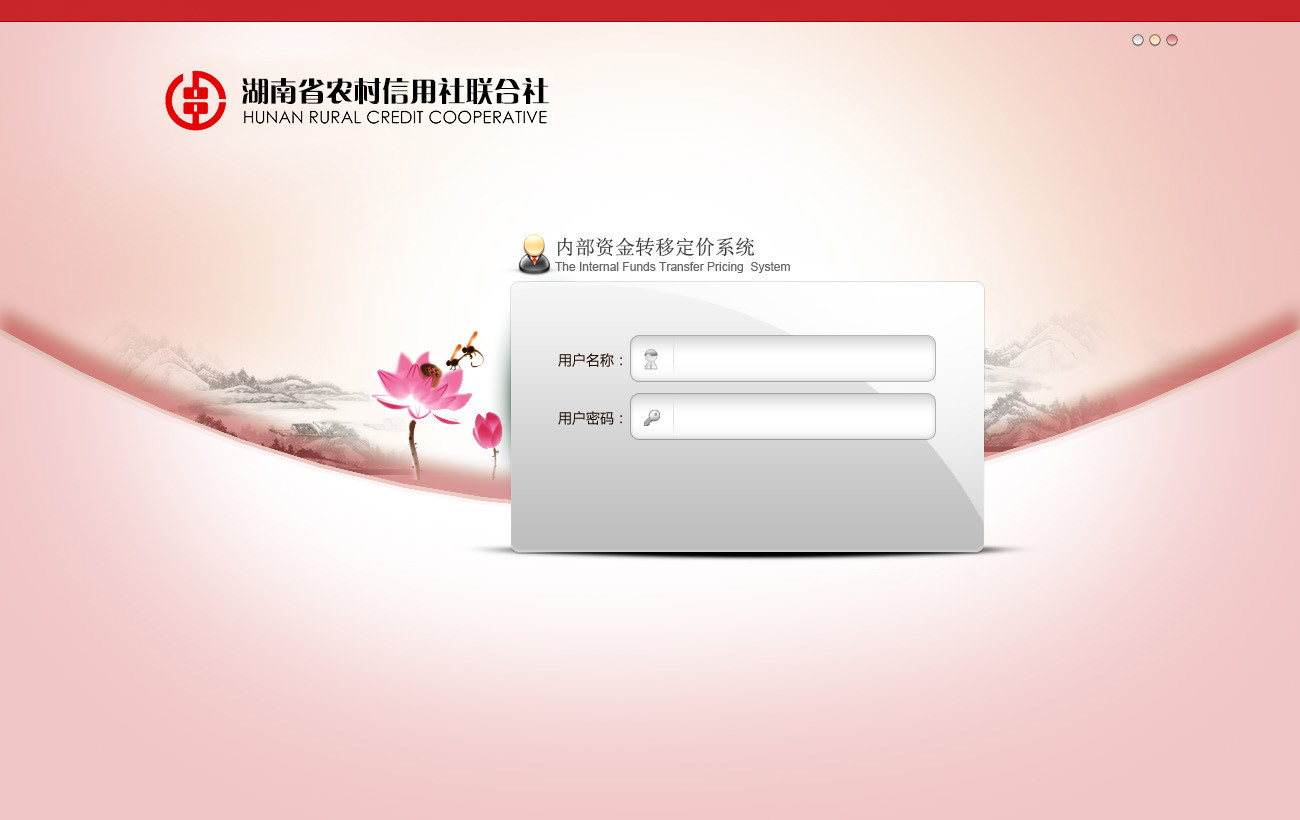 湖南省农村信用社联合社
HUNAN RURAL CREDIT COOPERATIVE
内部资金转移定价系统
The Internal Funds Transfer Pricing System
用户名称：
用户密码：